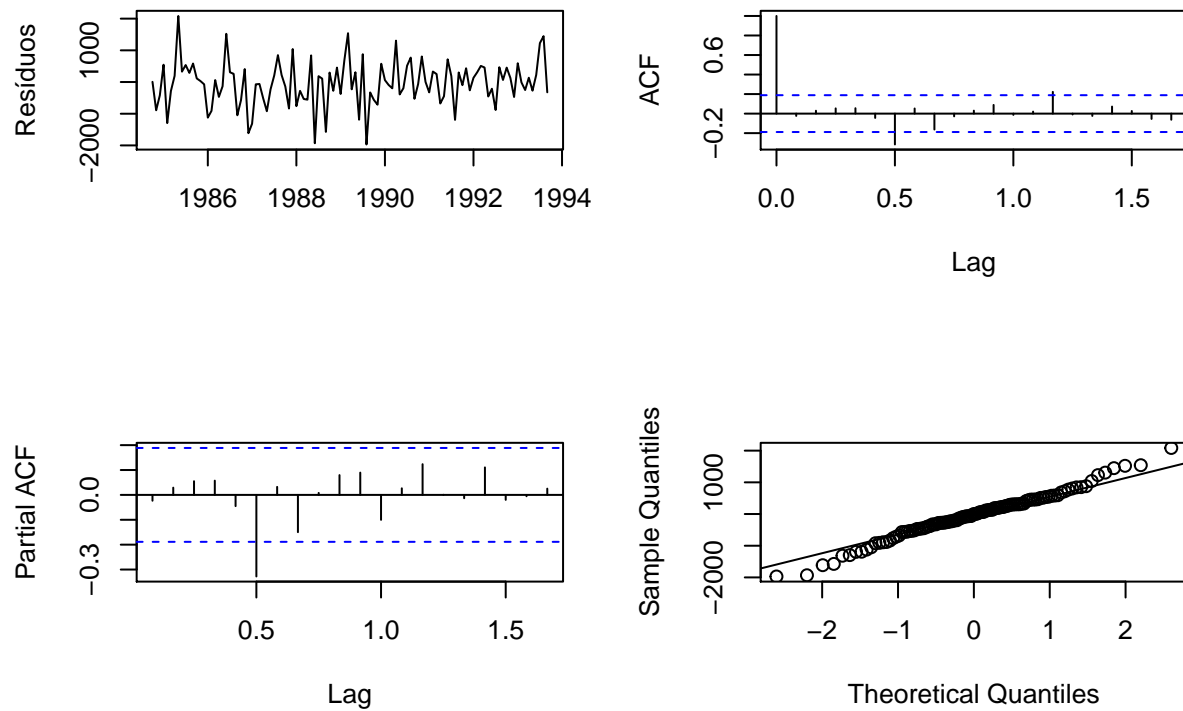 Resíduos
1000
−2000
1986 1988 1990 1992 1994
ACF
0.6
−0.2
0.0 0.5 1.0 1.5
Lag
Partial ACF
0.0
−0.3
0.5 1.0 1.5
Lag
Sample Quantiles
1000
−2000
−2 −1 0 1 2
Theoretical Quantiles